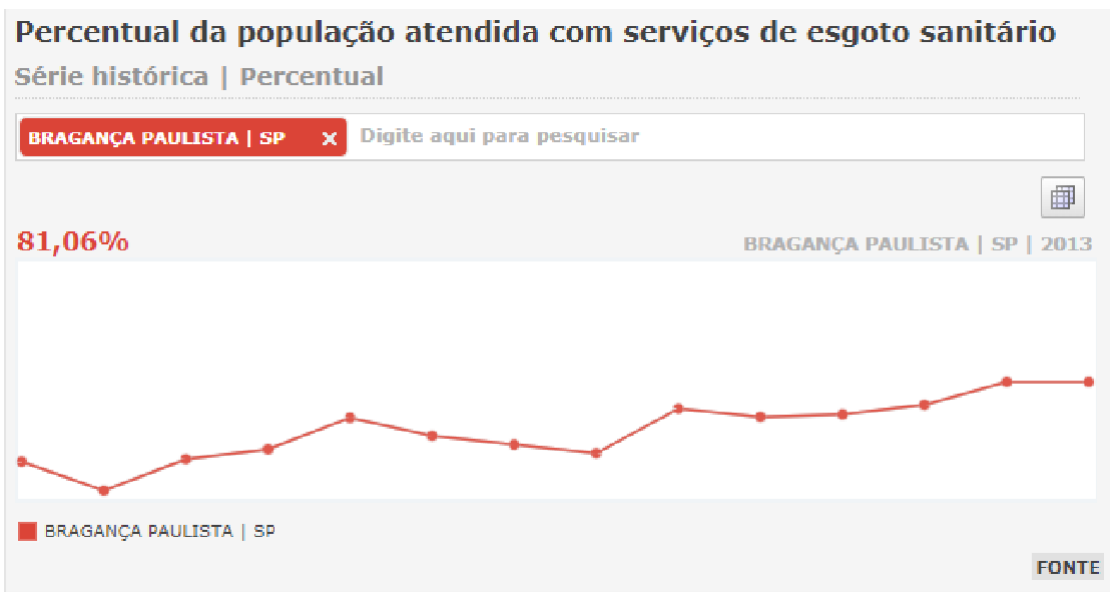 Percentual da população atendida com serviços de esgoto sanitário
Série histórica | Percentual
BRAGANÇA PAULISTA | SP x Digite aqui para pesquisar
81,06% BRAGANÇA PAULISTA | SP | 2013
BRAGANÇA PAULISTA | SP
FONTE